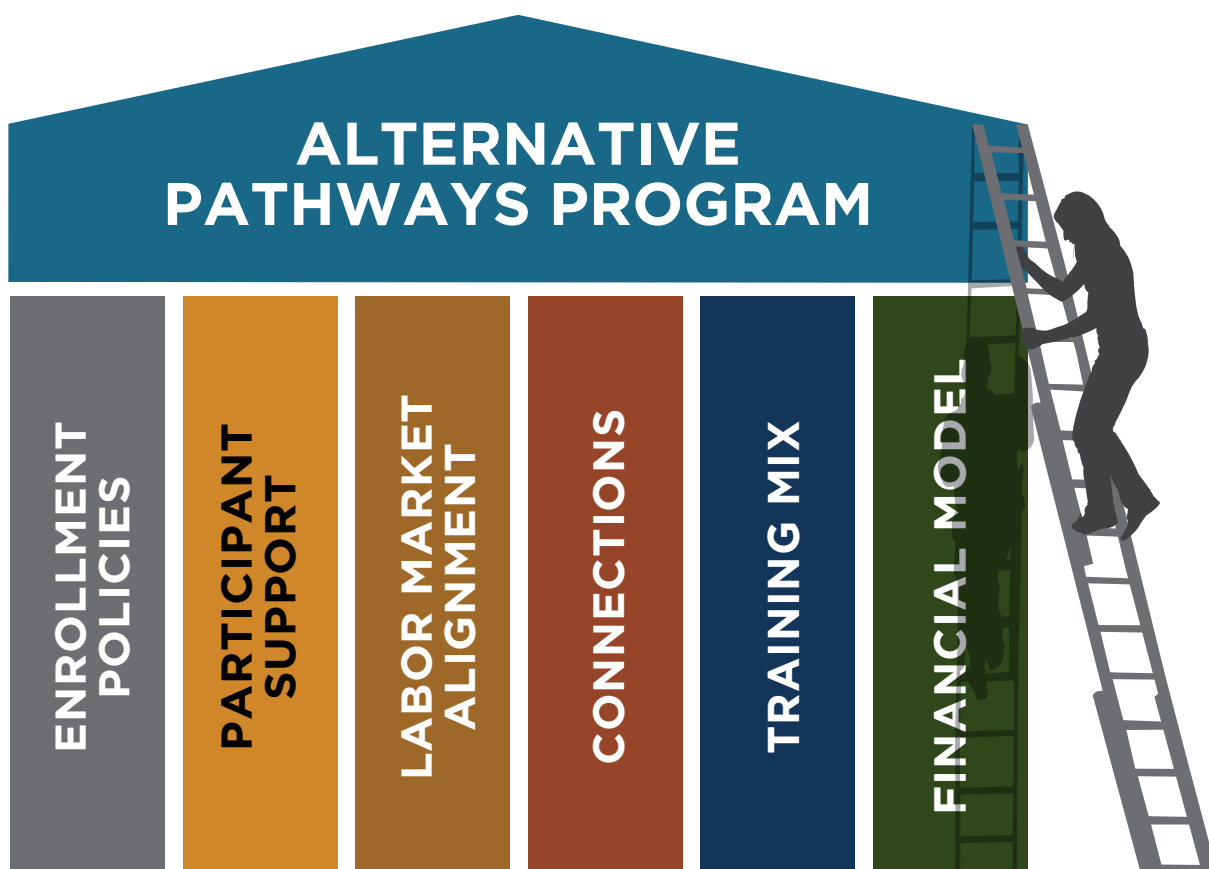 ALTERNATIVE
PATHWAYS PROGRAM
ENROLLMENT
POLICIES
PARTICIPANT
SUPPORT
LABOR MARKET
ALIGNMENT
CONNECTIONS
TRAINING MIX
FINANCIAL MODEL